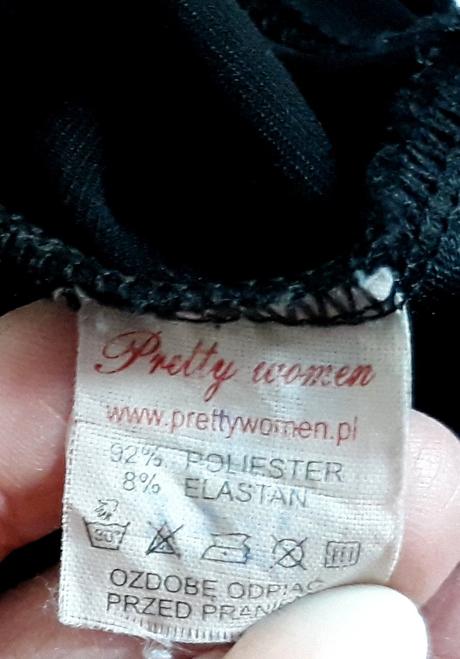 Pretty women
www.prettywomen.pl
92% POLIESTER
8% ELASTAN
30°
OZDOBĘ ODPIĄĆ
PRZED